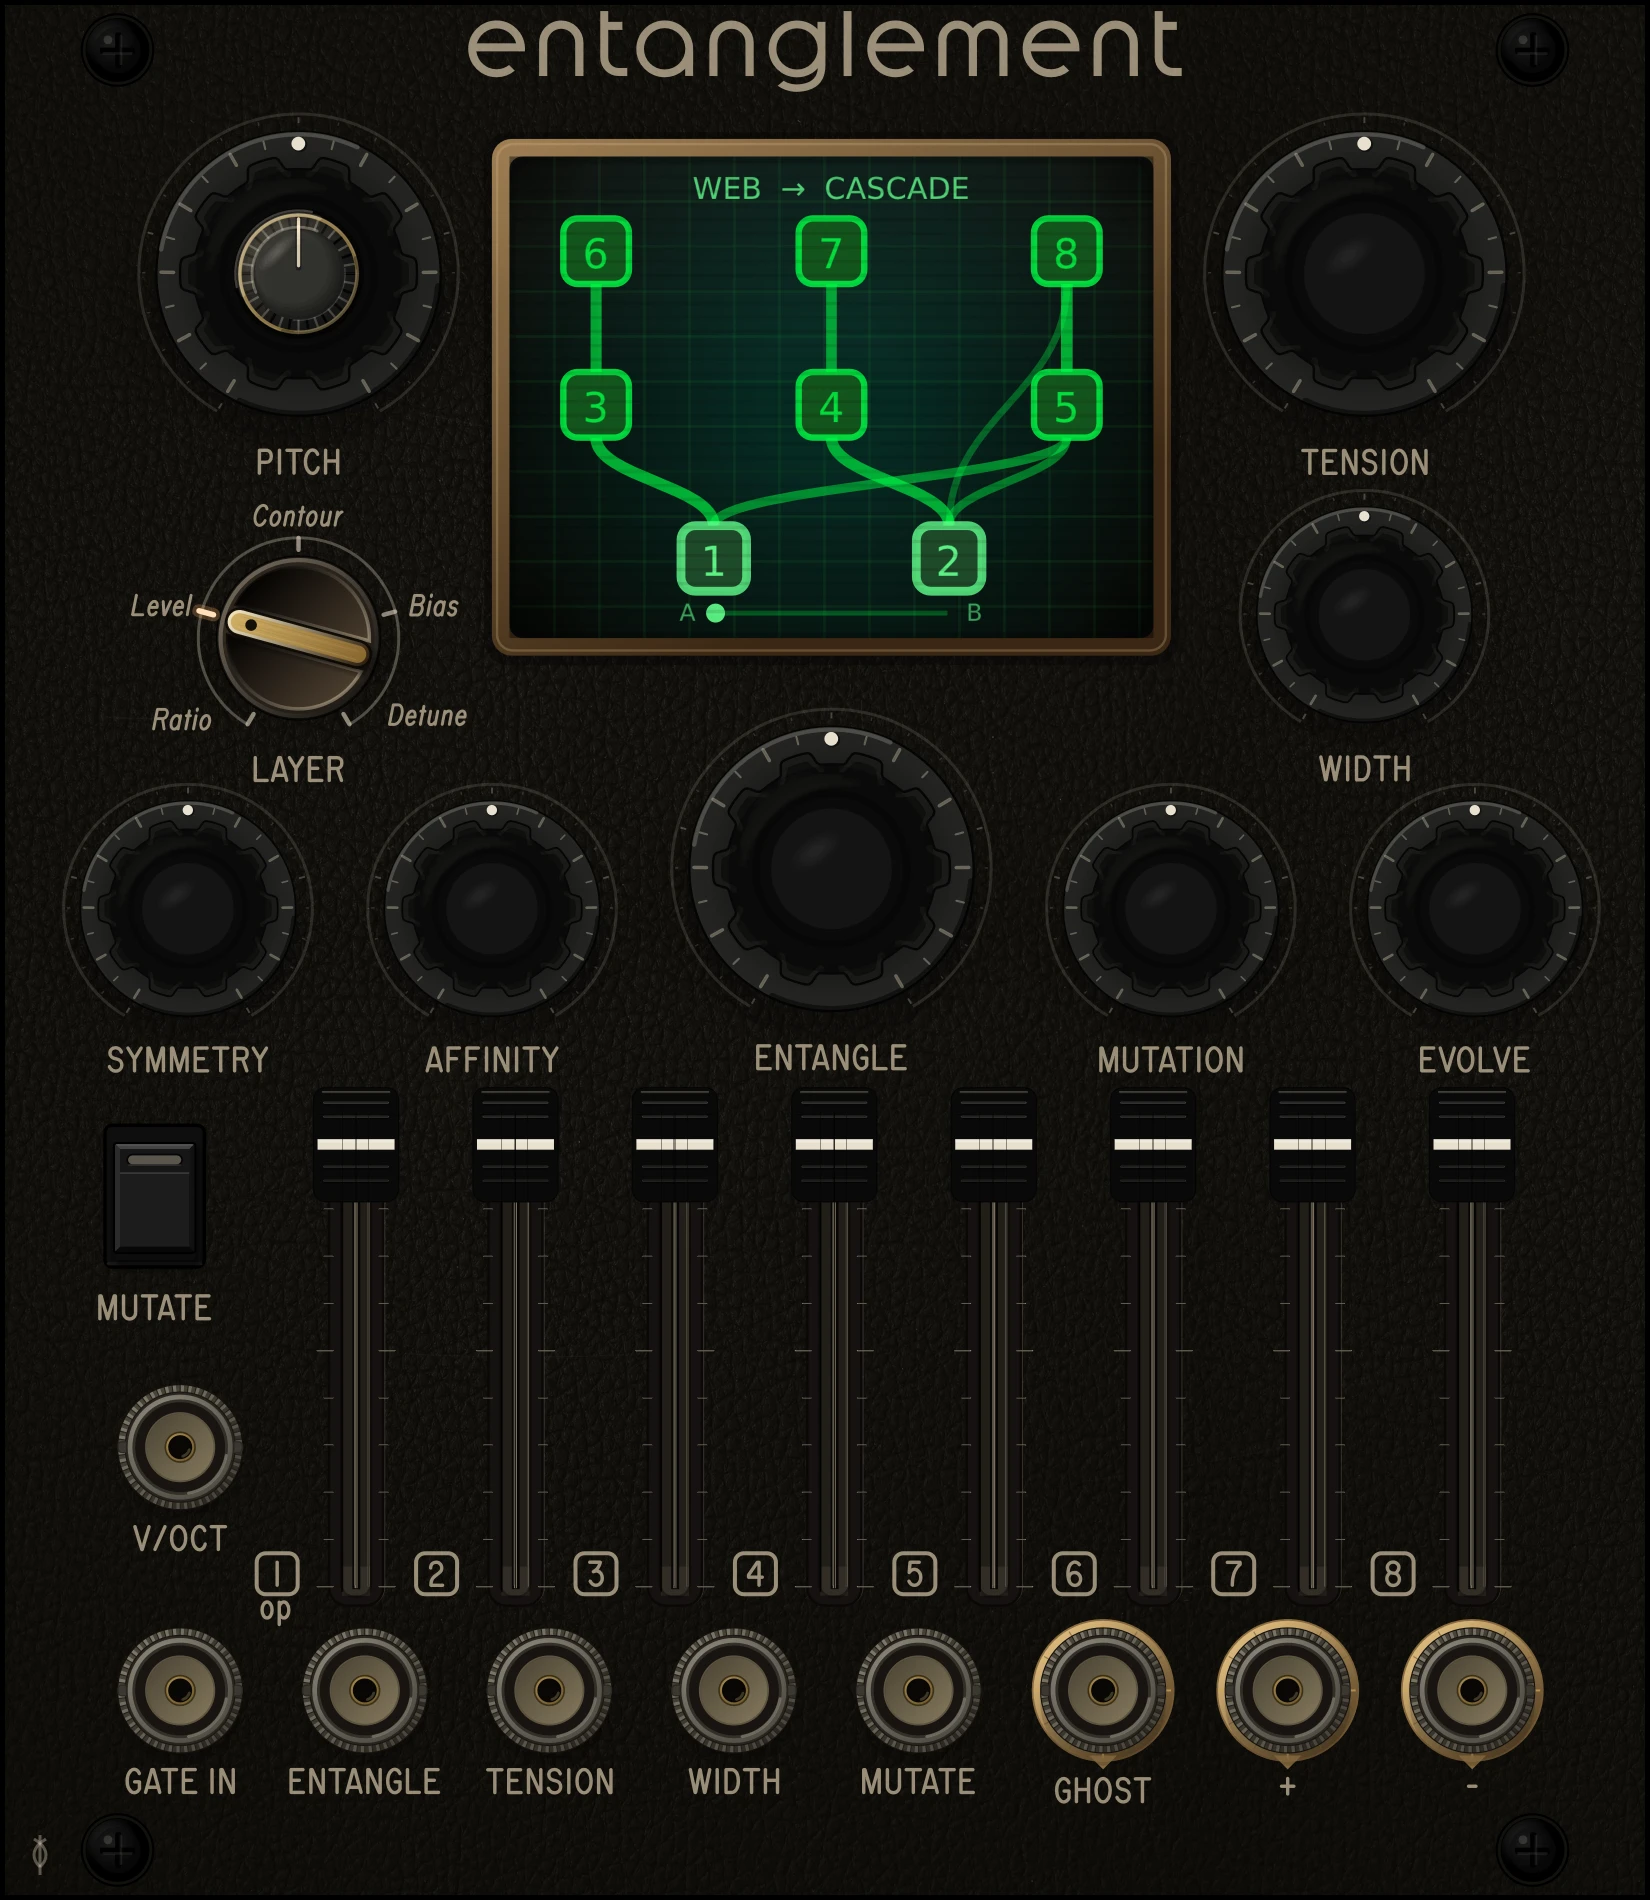 entanglement
WEB → CASCADE
6 7 8
3 4 5
1 2
A B
PITCH
TENSION
Contour
Level
Bias
Ratio
Detune
LAYER
WIDTH
SYMMETRY
AFFINITY
ENTANGLE
MUTATION
EVOLVE
MUTATE
V/OCT
1 2 3 4 5 6 7 8
op
GATE IN
ENTANGLE
TENSION
WIDTH
MUTATE
GHOST
+
-